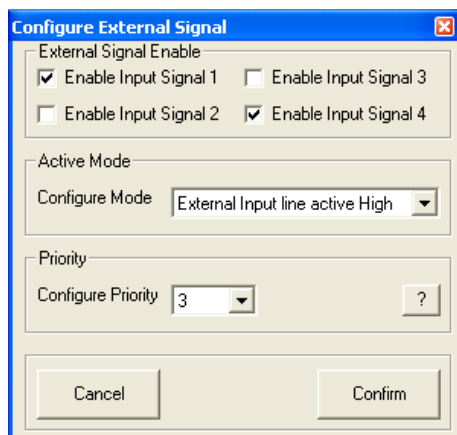 Configure External Signal
External Signal Enable
Enable Input Signal 1
Enable Input Signal 3
Enable Input Signal 2
Enable Input Signal 4
Active Mode
Configure Mode
External Input line active High
Priority
Configure Priority
3
?
Cancel
Confirm